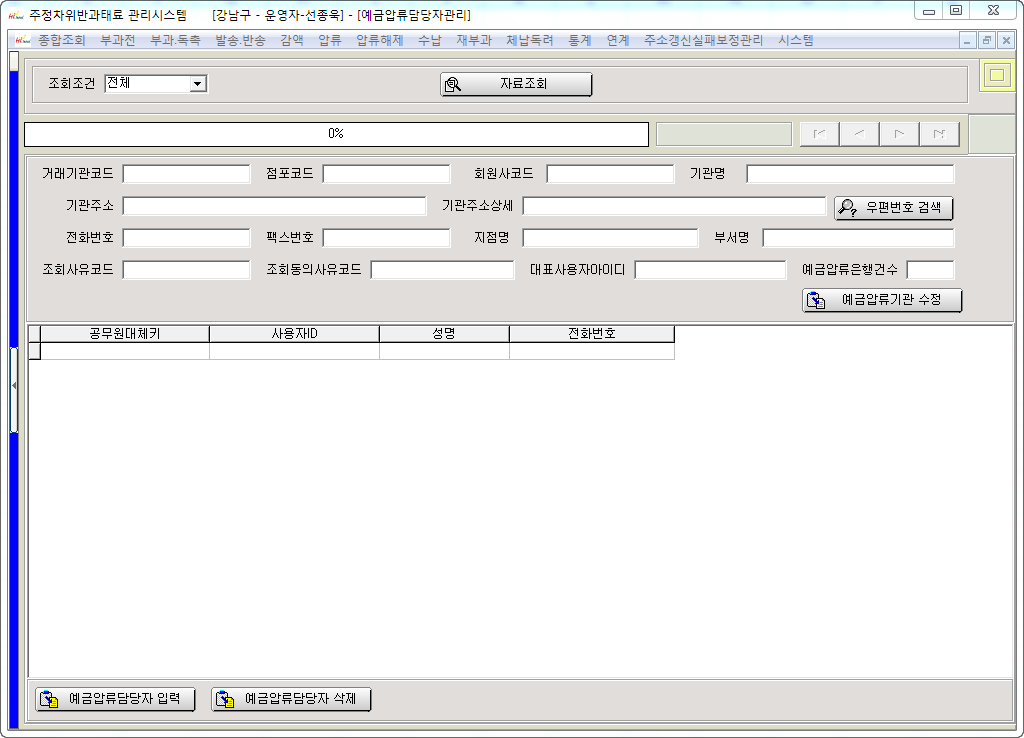 주정차위반과태료 관리시스템 [강남구 - 운영자-선종욱] - [예금압류담당자관리]
종합조회 부과전 부과.독촉 발송.반송 감액 압류 압류해제 수납 재부과 체납독려 통계 연계 주소갱신실패보정관리 시스템
조회조건 전체 자료조회
0%
거래기관코드 점포코드 회원사코드 기관명
기관주소 기관주소상세 우편번호 검색
전화번호 팩스번호 지점명 부서명
조회사유코드 조회동의사유코드 대표사용자아이디 예금압류은행건수
예금압류기관 수정
공무원대체키 사용자ID 성명 전화번호
예금압류담당자 입력 예금압류담당자 삭제